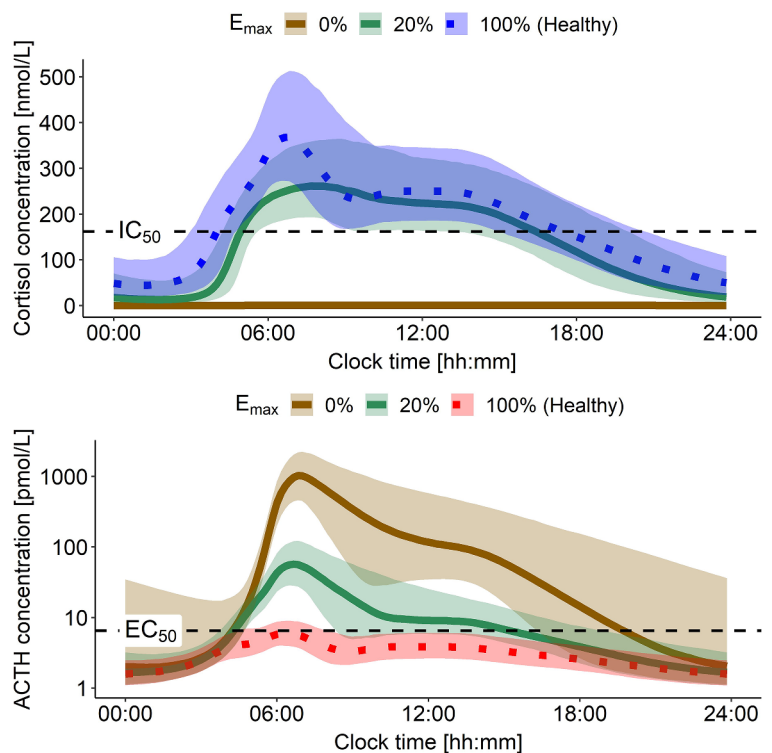 Emax 0% 20% 100% (Healthy)
Cortisol concentration [nmol/L]
500
400
300
200
100
0
IC50
00:00 06:00 12:00 18:00 24:00
Clock time [hh:mm]
Emax 0% 20% 100% (Healthy)
ACTH concentration [pmol/L]
1000
100
10
1
EC50
00:00 06:00 12:00 18:00 24:00
Clock time [hh:mm]